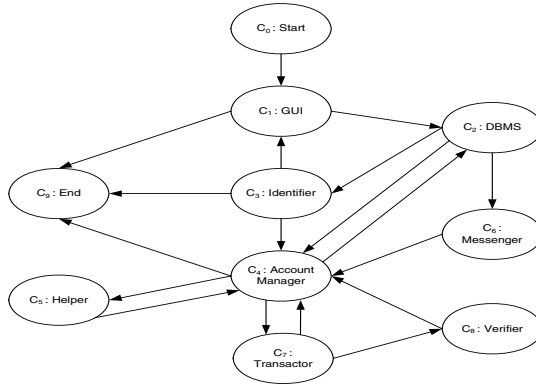 C₀ : Start
C₁ : GUI
C₂ : DBMS
C₉ : End
C₃ : Identifier
C₆ :
Messenger
C₄ : Account
Manager
C₅ : Helper
C₈ : Verifier
C₇ :
Transactor